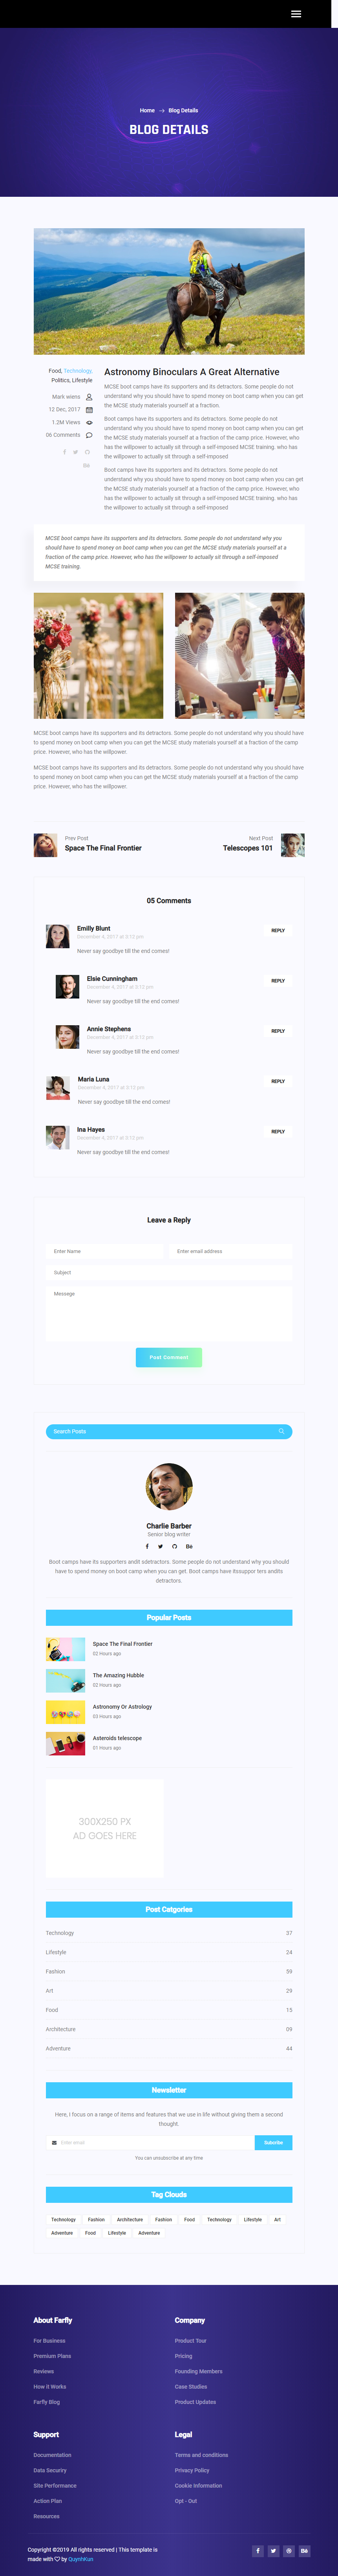 Home → Blog Details
BLOG DETAILS
Food, Technology,
Politics, Lifestyle
Mark wiens
12 Dec, 2017
1.2M Views
06 Comments
Astronomy Binoculars A Great Alternative
MCSE boot camps have its supporters and its detractors. Some people do not
understand why you should have to spend money on boot camp when you can get
the MCSE study materials yourself at a fraction.
Boot camps have its supporters and its detractors. Some people do not
understand why you should have to spend money on boot camp when you can get
the MCSE study materials yourself at a fraction of the camp price. However, who
has the willpower to actually sit through a self-imposed MCSE training. who has
the willpower to actually sit through a self-imposed
Boot camps have its supporters and its detractors. Some people do not
understand why you should have to spend money on boot camp when you can get
the MCSE study materials yourself at a fraction of the camp price. However, who
has the willpower to actually sit through a self-imposed MCSE training. who has
the willpower to actually sit through a self-imposed
MCSE boot camps have its supporters and its detractors. Some people do not understand why you
should have to spend money on boot camp when you can get the MCSE study materials yourself at a
fraction of the camp price. However, who has the willpower to actually sit through a self-imposed
MCSE training.
MCSE boot camps have its supporters and its detractors. Some people do not understand why you should have
to spend money on boot camp when you can get the MCSE study materials yourself at a fraction of the camp
price. However, who has the willpower.
MCSE boot camps have its supporters and its detractors. Some people do not understand why you should have
to spend money on boot camp when you can get the MCSE study materials yourself at a fraction of the camp
price. However, who has the willpower.
Prev Post
Space The Final Frontier
Next Post
Telescopes 101
05 Comments
Emilly Blunt
December 4, 2017 at 3:12 pm
Never say goodbye till the end comes!
REPLY
Elsie Cunningham
December 4, 2017 at 3:12 pm
Never say goodbye till the end comes!
REPLY
Annie Stephens
December 4, 2017 at 3:12 pm
Never say goodbye till the end comes!
REPLY
Maria Luna
December 4, 2017 at 3:12 pm
Never say goodbye till the end comes!
REPLY
Ina Hayes
December 4, 2017 at 3:12 pm
Never say goodbye till the end comes!
REPLY
Leave a Reply
Enter Name
Enter email address
Subject
Messege
Post Comment
Search Posts
Charlie Barber
Senior blog writer
Boot camps have its supporters andit sdetractors. Some people do not understand why you should
have to spend money on boot camp when you can get. Boot camps have itssuppor ters andits
detractors.
Popular Posts
Space The Final Frontier
02 Hours ago
The Amazing Hubble
02 Hours ago
Astronomy Or Astrology
03 Hours ago
Asteroids telescope
01 Hours ago
300X250 PX
AD GOES HERE
Post Catgories
Technology 37
Lifestyle 24
Fashion 59
Art 29
Food 15
Architecture 09
Adventure 44
Newsletter
Here, I focus on a range of items and features that we use in life without giving them a second
thought.
Enter email
Subcribe
You can unsubscribe at any time
Tag Clouds
Technology Fashion Architecture Fashion Food Technology Lifestyle Art
Adventure Food Lifestyle Adventure
About Farfly
For Business
Premium Plans
Reviews
How it Works
Farfly Blog
Company
Product Tour
Pricing
Founding Members
Case Studies
Product Updates
Support
Documentation
Data Securiry
Site Performance
Action Plan
Resources
Legal
Terms and conditions
Privacy Policy
Cookie Information
Opt - Out
Copyright ©2019 All rights reserved | This template is
made with ♡ by QuynhKun